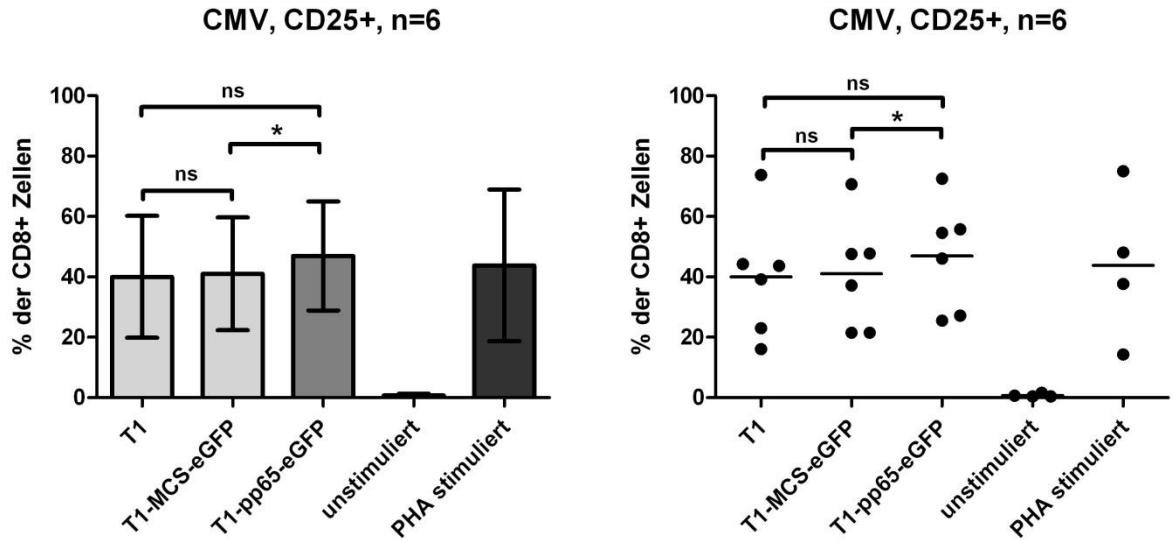 CMV, CD25+, n=6
% der CD8+ Zellen
100
80
60
40
20
0
ns
*
ns
T1
T1-MCS-eGFP
T1-pp65-eGFP
unstimuliert
PHA stimuliert
CMV, CD25+, n=6
% der CD8+ Zellen
100
80
60
40
20
0
ns
*
ns
T1
T1-MCS-eGFP
T1-pp65-eGFP
unstimuliert
PHA stimuliert